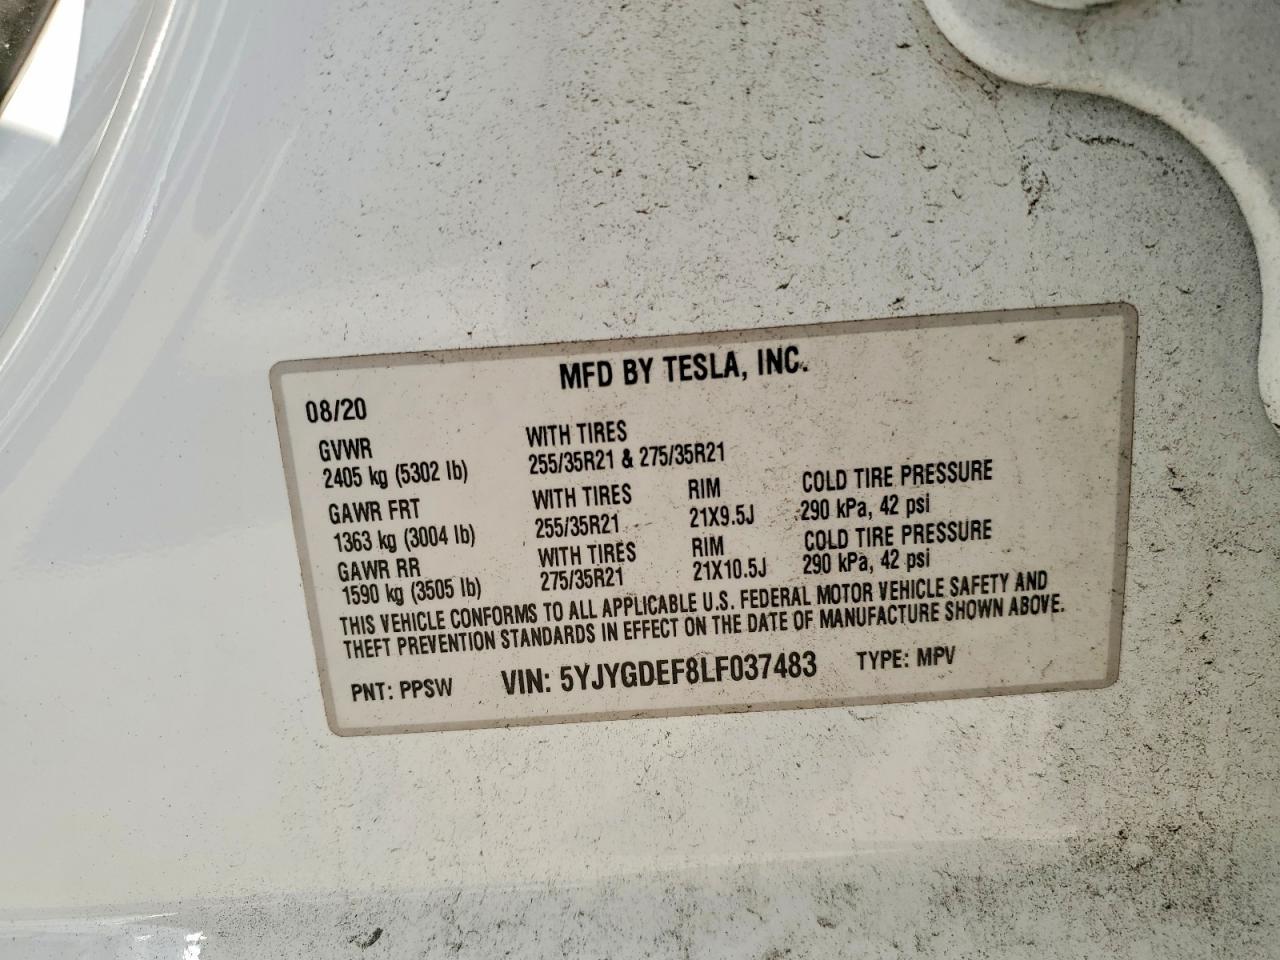 MFD BY TESLA, INC.
08/20
GVWR WITH TIRES
2405 kg (5302 lb) 255/35R21 & 275/35R21
GAWR FRT WITH TIRES RIM COLD TIRE PRESSURE
1363 kg (3004 lb) 255/35R21 21X9.5J 290 kPa, 42 psi
GAWR RR WITH TIRES RIM COLD TIRE PRESSURE
1590 kg (3505 lb) 275/35R21 21X10.5J 290 kPa, 42 psi
THIS VEHICLE CONFORMS TO ALL APPLICABLE U.S. FEDERAL MOTOR VEHICLE SAFETY AND
THEFT PREVENTION STANDARDS IN EFFECT ON THE DATE OF MANUFACTURE SHOWN ABOVE.
PNT: PPSW VIN: 5YJYGDEF8LF037483 TYPE: MPV